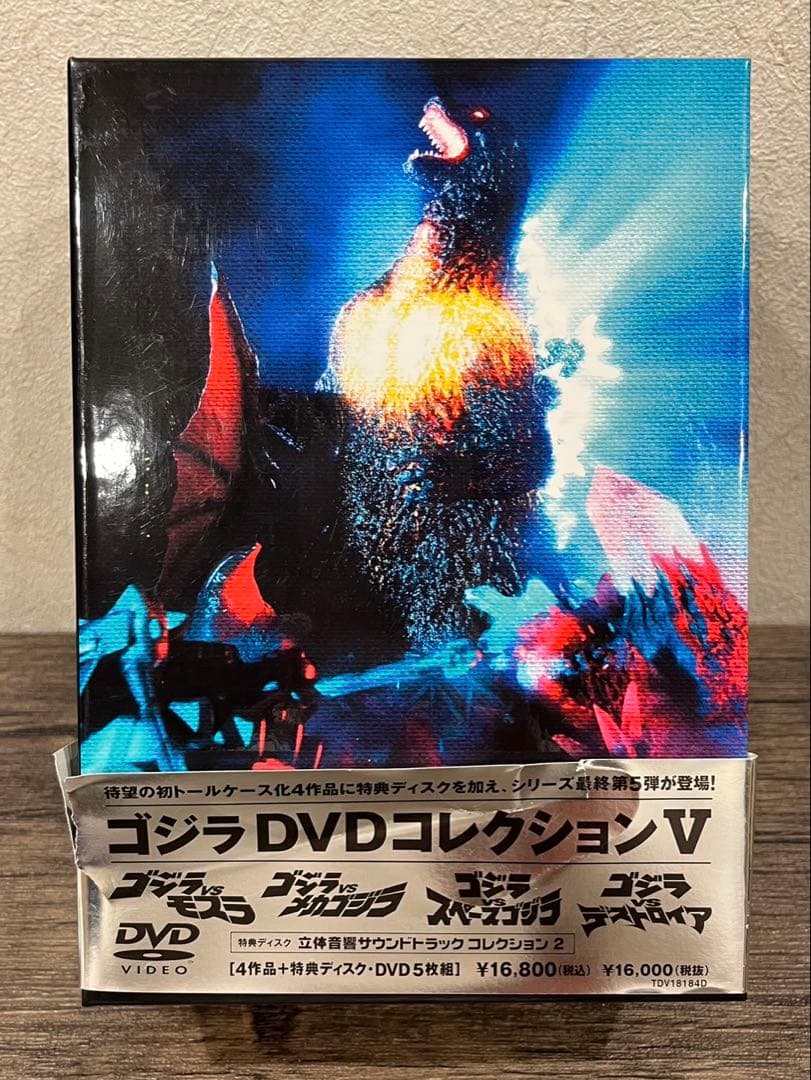 待望の初トールケース化4作品に特典ディスクを加え、シリーズ最終第5弾が登場!
ゴジラDVDコレクションV
ゴジラVSモスラ
ゴジラVSメカゴジラ
ゴジラVSスペースゴジラ
ゴジラVSデストロイア
DVD
VIDEO™
特典ディスク 立体音響サウンドトラック コレクション 2
[4作品+特典ディスク・DVD5枚組] ¥16,800(税込) ¥16,000(税抜)
TDV18184D